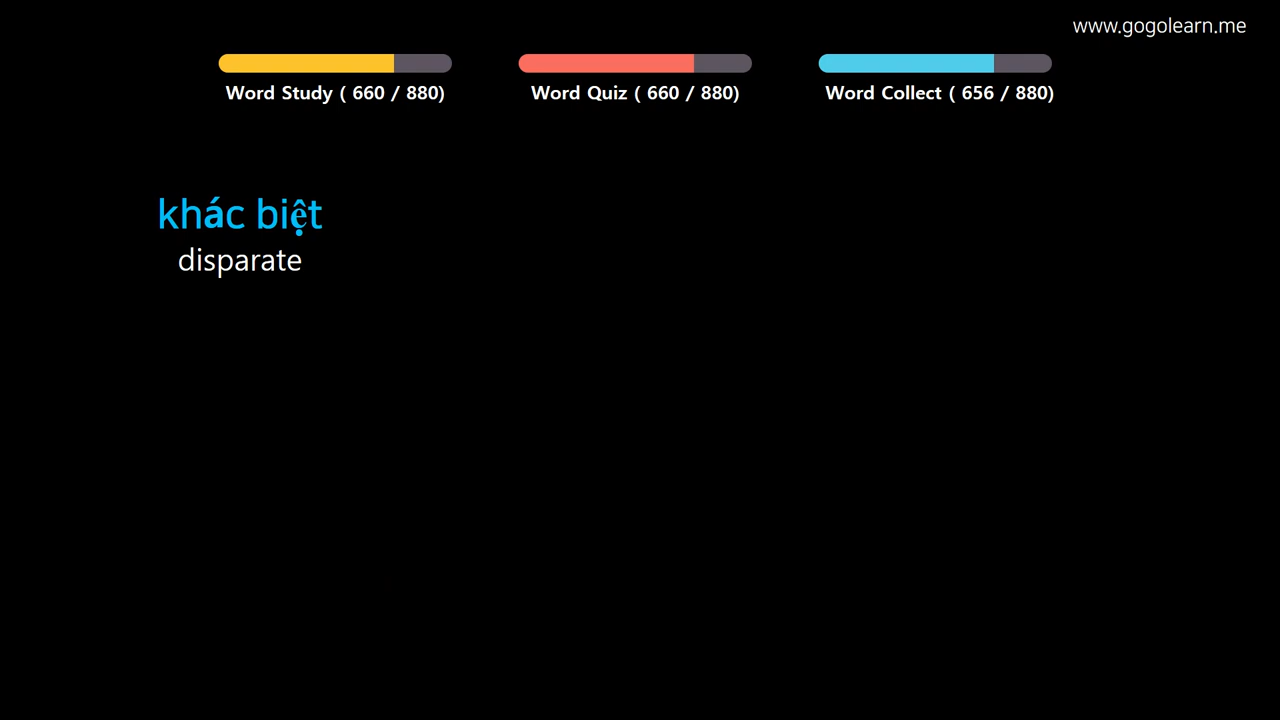 www.gogolearn.me
Word Study ( 660 / 880)
Word Quiz ( 660 / 880)
Word Collect ( 656 / 880)
khác biệt
disparate